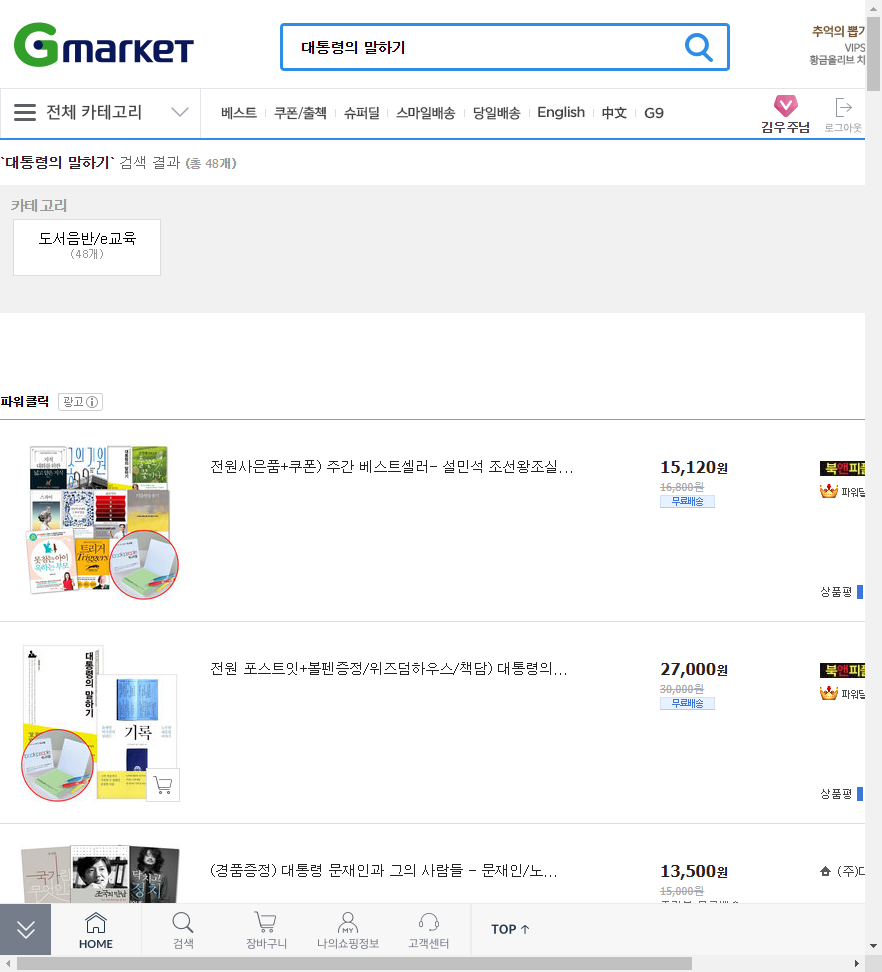 Gmarket
대통령의 말하기
추억의 뽑기
VIPS
황금올리브 치
전체 카테고리
베스트
쿠폰/출책
슈퍼딜
스마일배송
당일배송
English
中文
G9
김우주님
로그아웃
`대통령의 말하기` 검색 결과 (총 48개)
카테고리
도서음반/e교육
(48개)
파워클릭 광고
전원사은품+쿠폰) 주간 베스트셀러- 설민석 조선왕조실...
15,120원
16,800원
무료배송
북앤피플
파워딜
상품평
대통령의 말하기
기록
전원 포스트잇+볼펜증정/위즈덤하우스/책담) 대통령의...
27,000원
30,000원
무료배송
북앤피플
파워딜
상품평
(경품증정) 대통령 문재인과 그의 사람들 - 문재인/노...
13,500원
15,000원
(주)다
HOME
검색
장바구니
MY
나의쇼핑정보
고객센터
TOP ↑